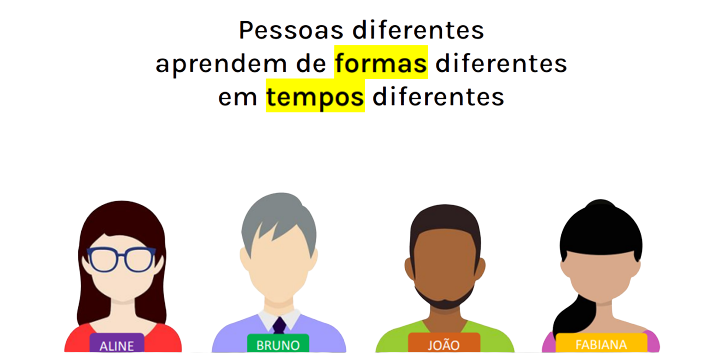 Pessoas diferentes
aprendem de formas diferentes
em tempos diferentes
ALINE
BRUNO
JOÃO
FABIANA